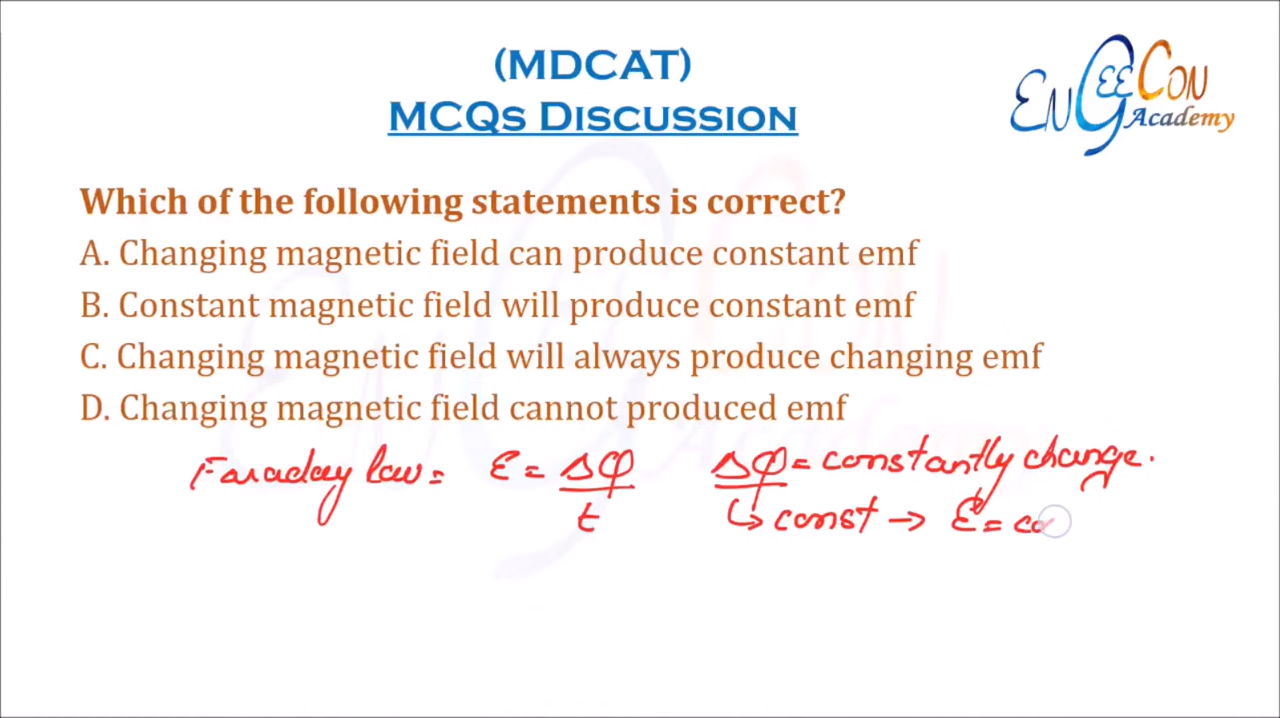 (MDCAT)
MCQs Discussion
EnGeeCon
Academy
Which of the following statements is correct?
A. Changing magnetic field can produce constant emf
B. Constant magnetic field will produce constant emf
C. Changing magnetic field will always produce changing emf
D. Changing magnetic field cannot produced emf
Faraday law = ε = Δφ/t
Δφ = constantly change.
↳ const → ε = co